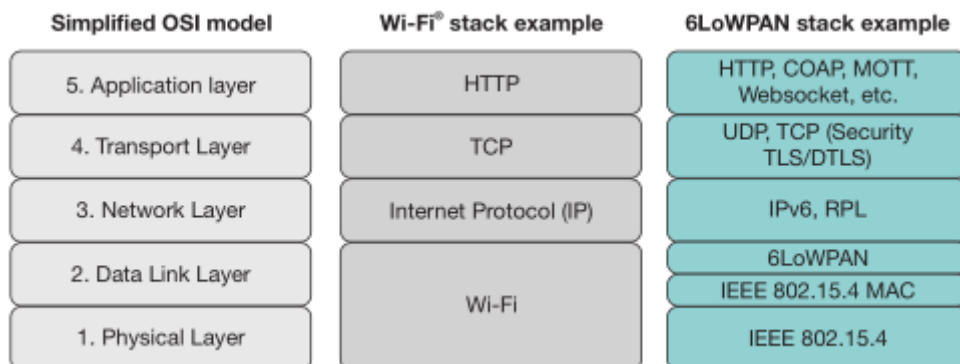 Simplified OSI model
5. Application layer
4. Transport Layer
3. Network Layer
2. Data Link Layer
1. Physical Layer
Wi-Fi® stack example
HTTP
TCP
Internet Protocol (IP)
Wi-Fi
6LoWPAN stack example
HTTP, COAP, MOTT,
Websocket, etc.
UDP, TCP (Security
TLS/DTLS)
IPv6, RPL
6LoWPAN
IEEE 802.15.4 MAC
IEEE 802.15.4